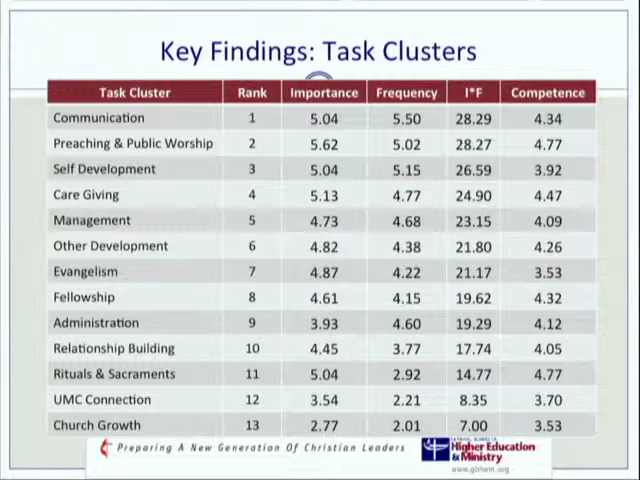 Key Findings: Task Clusters
Task Cluster Rank Importance Frequency I*F Competence
Communication 1 5.04 5.50 28.29 4.34
Preaching & Public Worship 2 5.62 5.02 28.27 4.77
Self Development 3 5.04 5.15 26.59 3.92
Care Giving 4 5.13 4.77 24.90 4.47
Management 5 4.73 4.68 23.15 4.09
Other Development 6 4.82 4.38 21.80 4.26
Evangelism 7 4.87 4.22 21.17 3.53
Fellowship 8 4.61 4.15 19.62 4.32
Administration 9 3.93 4.60 19.29 4.12
Relationship Building 10 4.45 3.77 17.74 4.05
Rituals & Sacraments 11 5.04 2.92 14.77 4.77
UMC Connection 12 3.54 2.21 8.35 3.70
Church Growth 13 2.77 2.01 7.00 3.53
Preparing A New Generation Of Christian Leaders
Higher Education
& Ministry
www.gbhem.org